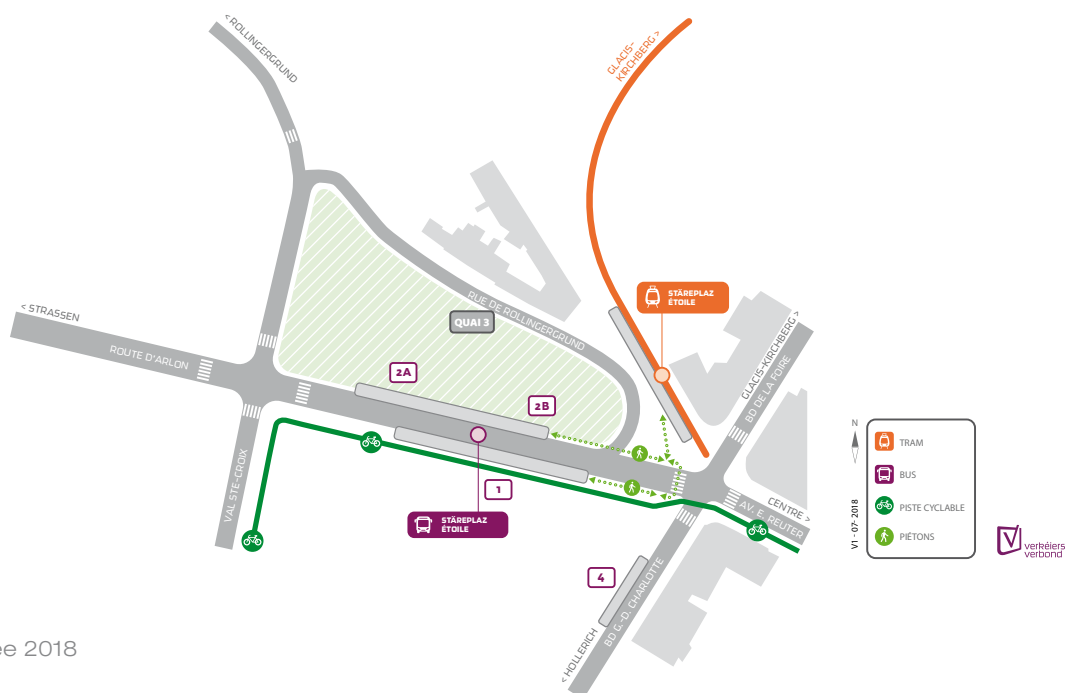 < ROLLINGERGRUND
GLACIS-
KIRCHBERG >
STÄREPLAZ
ÉTOILE
< STRASSEN
ROUTE D'ARLON
QUAI 3
RUE DE ROLLINGERGRUND
GLACIS-KIRCHBERG >
BD DE LA FOIRE
2A
2B
1
STÄREPLAZ
ÉTOILE
VAL STE-CROIX
CENTRE >
AV. E. REUTER
4
BD G.-D. CHARLOTTE
< HOLLERICH
N
V1 - 07- 2018
TRAM
BUS
PISTE CYCLABLE
PIÉTONS
verkéiers
verbond
e 2018